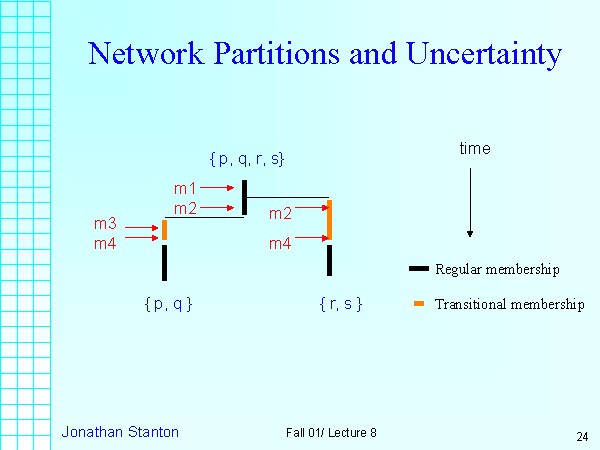 Network Partitions and Uncertainty
time
{ p, q, r, s}
m1
m2
m2
m3
m4
m4
Regular membership
{ p, q }
{ r, s }
Transitional membership
Jonathan Stanton
Fall 01/ Lecture 8
24